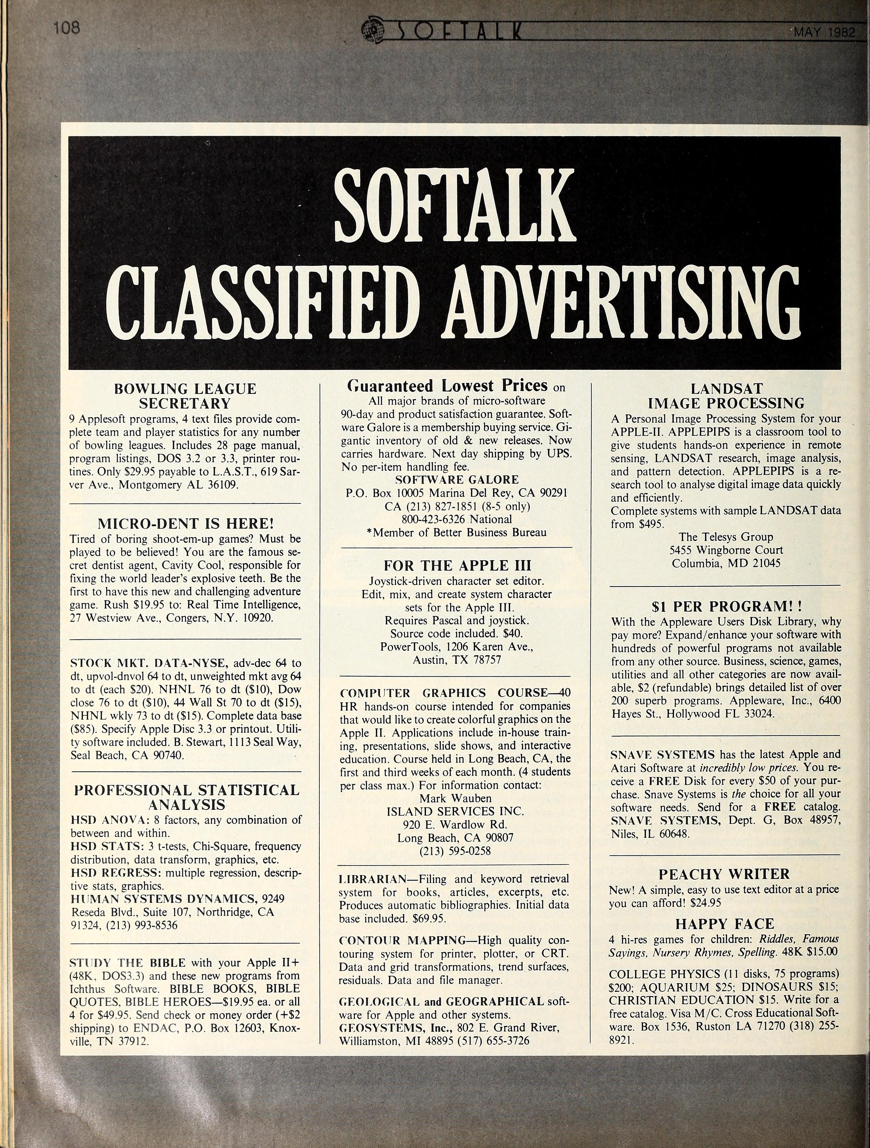 108
SOFTALK
MAY 1982
SOFTALK
CLASSIFIED ADVERTISING
BOWLING LEAGUE
SECRETARY
9 Applesoft programs, 4 text files provide com-
plete team and player statistics for any number
of bowling leagues. Includes 28 page manual,
program listings, DOS 3.2 or 3.3, printer rou-
tines. Only $29.95 payable to L.A.S.T., 619 Sar-
ver Ave., Montgomery AL 36109.
MICRO-DENT IS HERE!
Tired of boring shoot-em-up games? Must be
played to be believed! You are the famous se-
cret dentist agent, Cavity Cool, responsible for
fixing the world leader's explosive teeth. Be the
first to have this new and challenging adventure
game. Rush $19.95 to: Real Time Intelligence,
27 Westview Ave., Congers, N.Y. 10920.
STOCK MKT. DATA-NYSE, adv-dec 64 to
dt, upvol-dnvol 64 to dt, unweighted mkt avg 64
to dt (each $20). NHNL 76 to dt ($10), Dow
close 76 to dt ($10), 44 Wall St 70 to dt ($15),
NHNL wkly 73 to dt ($15). Complete data base
($85). Specify Apple Disc 3.3 or printout. Utili-
ty software included. B. Stewart, 1113 Seal Way,
Seal Beach, CA 90740.
PROFESSIONAL STATISTICAL
ANALYSIS
HSD ANOVA: 8 factors, any combination of
between and within.
HSD STATS: 3 t-tests, Chi-Square, frequency
distribution, data transform, graphics, etc.
HSD REGRESS: multiple regression, descrip-
tive stats, graphics.
HUMAN SYSTEMS DYNAMICS, 9249
Reseda Blvd., Suite 107, Northridge, CA
91324, (213) 993-8536
STUDY THE BIBLE with your Apple II+
(48K, DOS3.3) and these new programs from
Ichthus Software. BIBLE BOOKS, BIBLE
QUOTES, BIBLE HEROES—$19.95 ea. or all
4 for $49.95. Send check or money order (+$2
shipping) to ENDAC, P.O. Box 12603, Knox-
ville, TN 37912.
Guaranteed Lowest Prices on
All major brands of micro-software
90-day and product satisfaction guarantee. Soft-
ware Galore is a membership buying service. Gi-
gantic inventory of old & new releases. Now
carries hardware. Next day shipping by UPS.
No per-item handling fee.
SOFTWARE GALORE
P.O. Box 10005 Marina Del Rey, CA 90291
CA (213) 827-1851 (8-5 only)
800-423-6326 National
*Member of Better Business Bureau
FOR THE APPLE III
Joystick-driven character set editor.
Edit, mix, and create system character
sets for the Apple III.
Requires Pascal and joystick.
Source code included. $40.
PowerTools, 1206 Karen Ave.,
Austin, TX 78757
COMPUTER GRAPHICS COURSE—40
HR hands-on course intended for companies
that would like to create colorful graphics on the
Apple II. Applications include in-house train-
ing, presentations, slide shows, and interactive
education. Course held in Long Beach, CA, the
first and third weeks of each month. (4 students
per class max.) For information contact:
Mark Wauben
ISLAND SERVICES INC.
920 E. Wardlow Rd.
Long Beach, CA 90807
(213) 595-0258
LIBRARIAN—Filing and keyword retrieval
system for books, articles, excerpts, etc.
Produces automatic bibliographies. Initial data
base included. $69.95.
CONTOUR MAPPING—High quality con-
touring system for printer, plotter, or CRT.
Data and grid transformations, trend surfaces,
residuals. Data and file manager.
GEOLOGICAL and GEOGRAPHICAL soft-
ware for Apple and other systems.
GEOSYSTEMS, Inc., 802 E. Grand River,
Williamston, MI 48895 (517) 655-3726
LANDSAT
IMAGE PROCESSING
A Personal Image Processing System for your
APPLE-II. APPLEPIPS is a classroom tool to
give students hands-on experience in remote
sensing, LANDSAT research, image analysis,
and pattern detection. APPLEPIPS is a re-
search tool to analyse digital image data quickly
and efficiently.
Complete systems with sample LANDSAT data
from $495.
The Telesys Group
5455 Wingborne Court
Columbia, MD 21045
$1 PER PROGRAM! !
With the Appleware Users Disk Library, why
pay more? Expand/enhance your software with
hundreds of powerful programs not available
from any other source. Business, science, games,
utilities and all other categories are now avail-
able, $2 (refundable) brings detailed list of over
200 superb programs. Appleware, Inc., 6400
Hayes St., Hollywood FL 33024.
SNAVE SYSTEMS has the latest Apple and
Atari Software at incredibly low prices. You re-
ceive a FREE Disk for every $50 of your pur-
chase. Snave Systems is the choice for all your
software needs. Send for a FREE catalog.
SNAVE SYSTEMS, Dept. G, Box 48957,
Niles, IL 60648.
PEACHY WRITER
New! A simple, easy to use text editor at a price
you can afford! $24.95
HAPPY FACE
4 hi-res games for children: Riddles, Famous
Sayings, Nursery Rhymes, Spelling. 48K $15.00
COLLEGE PHYSICS (11 disks, 75 programs)
$200; AQUARIUM $25; DINOSAURS $15;
CHRISTIAN EDUCATION $15. Write for a
free catalog. Visa M/C. Cross Educational Soft-
ware. Box 1536, Ruston LA 71270 (318) 255-
8921.